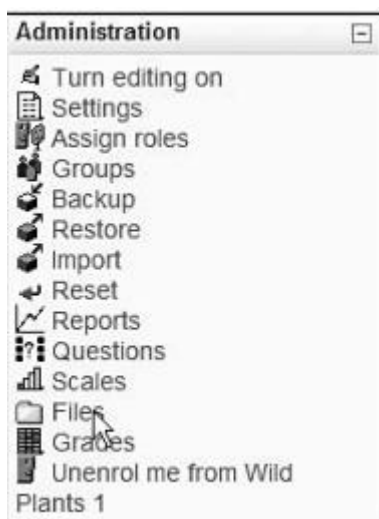 Administration
Turn editing on
Settings
Assign roles
Groups
Backup
Restore
Import
Reset
Reports
Questions
Scales
Files
Grades
Unenrol me from Wild
Plants 1